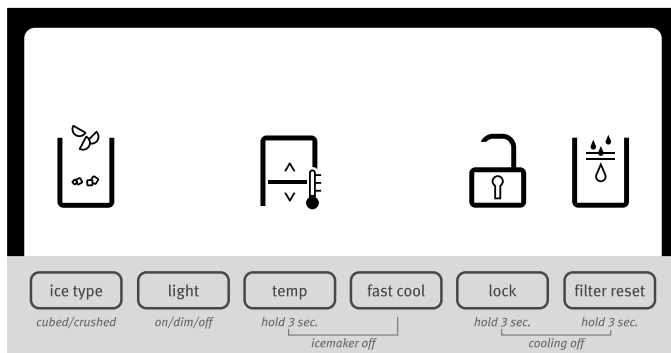 ice type light temp fast cool lock filter reset
cubed/crushed on/dim/off hold 3 sec. hold 3 sec. hold 3 sec.
icemaker off cooling off